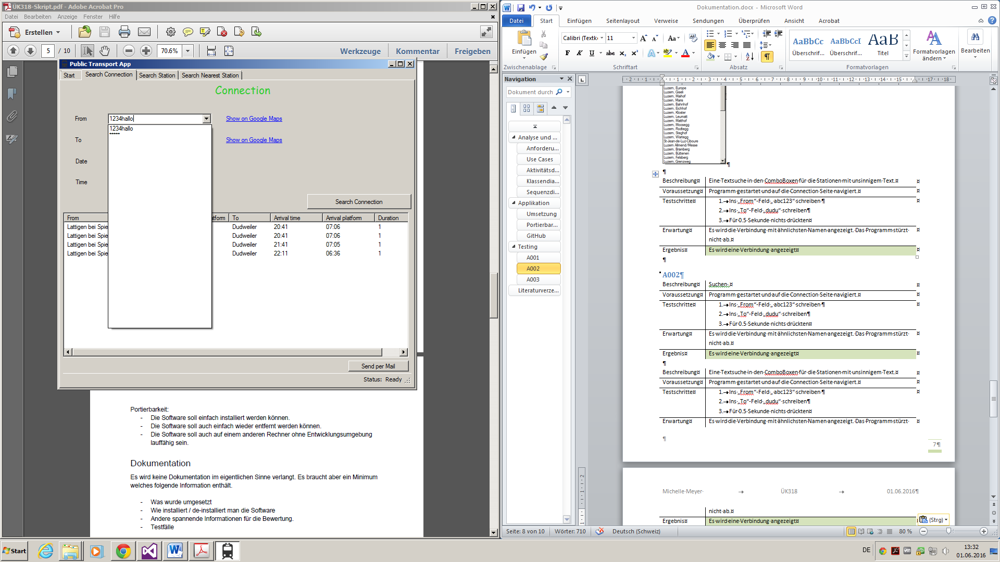 ÜK318-Skript.pdf - Adobe Acrobat Pro
Datei Bearbeiten Anzeige Fenster Hilfe
Erstellen
5 / 10 70.6% Werkzeuge Kommentar Freigeben
Public Transport App
Start Search Connection Search Station Search Nearest Station
Connection
From 1234hallo Show on Google Maps
1234hallo
*****
To Show on Google Maps
Date
Time
Search Connection
From atform To Arrival time Arrival platform Duration
Lattigen bei Spie Dudweiler 20:41 07:06 1
Lattigen bei Spie Dudweiler 20:41 07:06 1
Lattigen bei Spie Dudweiler 21:41 07:05 1
Lattigen bei Spie Dudweiler 22:11 06:36 1
Send per Mail
Status: Ready
Portierbarkeit:
- Die Software soll einfach installiert werden können.
- Die Software soll auch einfach wieder entfernt werden können.
- Die Software soll auch auf einem anderen Rechner ohne Entwicklungsumgebung
lauffähig sein.
Dokumentation
Es wird keine Dokumentation im eigentlichen Sinne verlangt. Es braucht aber ein Minimum
welches folgende Information enthält.
- Was wurde umgesetzt
- Wie installiert / de-installiert man die Software
- Andere spannende Informationen für die Bewertung.
- Testfälle
Dokumentation.docx - Microsoft Word
Datei Start Einfügen Seitenlayout Verweise Sendungen Überprüfen Ansicht Acrobat
Einfügen
Calibri (Textk 11
AaBbCc AaBbCcI AaB
Überschrif... Überschrif... Titel
Formatvorlagen ändern
Bearbeiten
Zwischenablage Schriftart Absatz Formatvorlagen
Navigation
Dokument durch
Analyse und ...
Anforderu...
Use Cases
Aktivitätsd...
Klassendia...
Sequenzdi...
Applikation
Umsetzung
Portierbar...
GitHub
Testing
A001
A002
A003
Literaturverze...
Luzern, Europe
Luzern, Giseli
Luzern, Maihof
Luzern, Maris
Luzern, Bahnhof
Luzern, Eichhof
Luzern, Kloster
Luzern, Leumatt
Luzern, Matthof
Luzern, Moosegg
Luzern, Rodtegg
Luzern, Steghof
Luzern, Wartegg
St-Jean-de-Luz-Ciboure
Luzern Allmend/Messe
Luzern, Bramberg
Luzern, Büttenen
Luzern, Felsberg
Luzern, Grenzweg
Beschreibung Eine Textsuche in den ComboBoxen für die Stationen mit unsinnigem Text.
Voraussetzung Programm gestartet und auf die Connection Seite navigiert.
Testschritte 1. Ins „From“ -Feld „ abc123“ schreiben
2. Ins „To“ -Feld „dudu“ schreiben
3. Für 0.5 Sekunde nichts drückten
Erwartung Es wird die Verbindung mit ähnlichsten Namen angezeigt. Das Programm stürzt
nicht ab.
Ergebnis Es wird eine Verbindung angezeigt
A002
Beschreibung Suchen .
Voraussetzung Programm gestartet und auf die Connection Seite navigiert.
Testschritte 1. Ins „From“ -Feld „ abc123“ schreiben
2. Ins „To“ -Feld „dudu“ schreiben
3. Für 0.5 Sekunde nichts drückten
Erwartung Es wird die Verbindung mit ähnlichsten Namen angezeigt. Das Programm stürzt
nicht ab.
Ergebnis Es wird eine Verbindung angezeigt
Beschreibung Eine Textsuche in den ComboBoxen für die Stationen mit unsinnigem Text.
Voraussetzung Programm gestartet und auf die Connection Seite navigiert.
Testschritte 1. Ins „From“ -Feld „ abc123“ schreiben
2. Ins „To“ -Feld „dudu“ schreiben
3. Für 0.5 Sekunde nichts drückten
Erwartung Es wird die Verbindung mit ähnlichsten Namen angezeigt. Das Programm stürzt
7
Michelle Meyer ÜK318 01.06.2016
nicht ab.
Ergebnis Es wird eine Verbindung angezeigt
(Strg)
Seite: 8 von 10 Wörter: 710 Deutsch (Schweiz) 80 %
Start
DE
13:32
01.06.2016